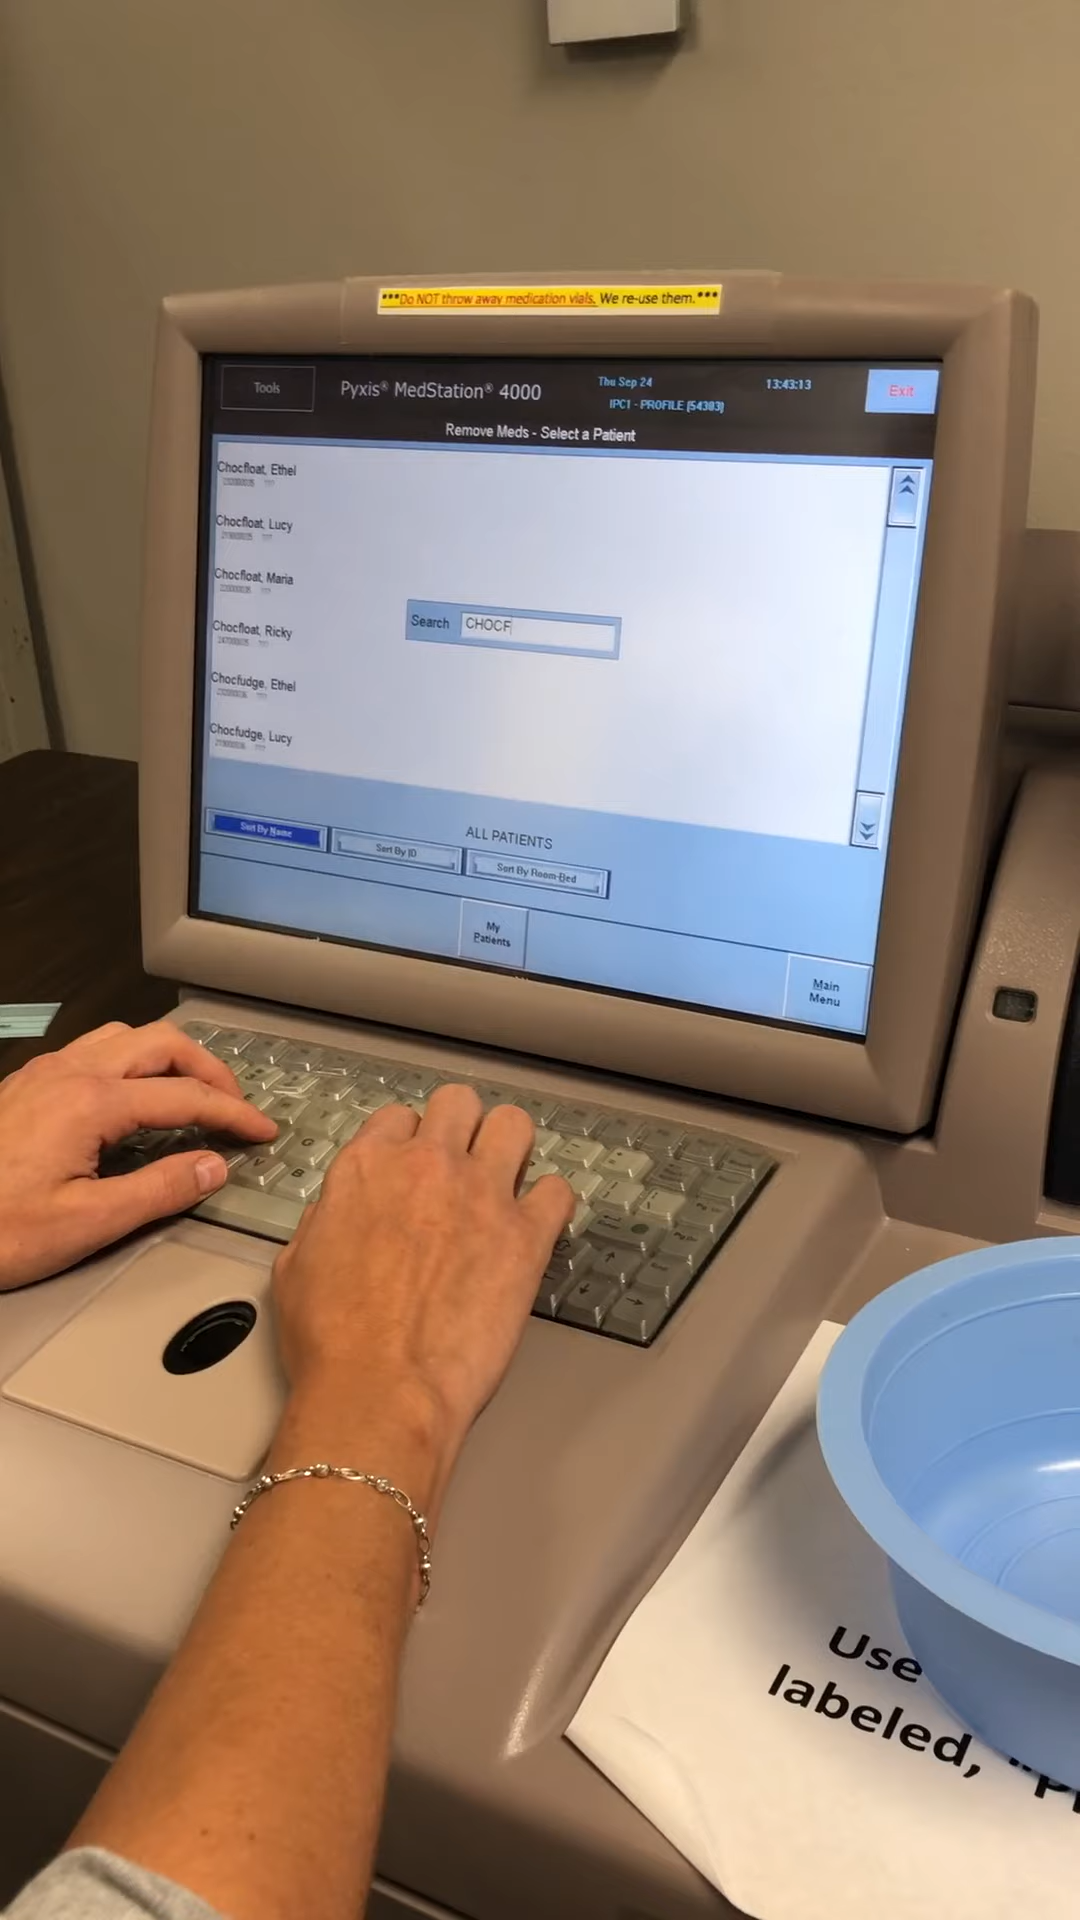 ***Do NOT throw away medication vials. We re-use them.***
Tools
Pyxis® MedStation® 4000
Thu Sep 24
13:43:13
IPC1 - PROFILE (54383)
Exit
Remove Meds - Select a Patient
Chocfloat, Ethel
Chocfloat, Lucy
Chocfloat, Maria
Chocfloat, Ricky
Chocfudge, Ethel
Chocfudge, Lucy
Search CHOCF
ALL PATIENTS
Sort By Name
Sort By ID
Sort By Room-Bed
My
Patients
Main
Menu
G
V
B
Use
labeled,